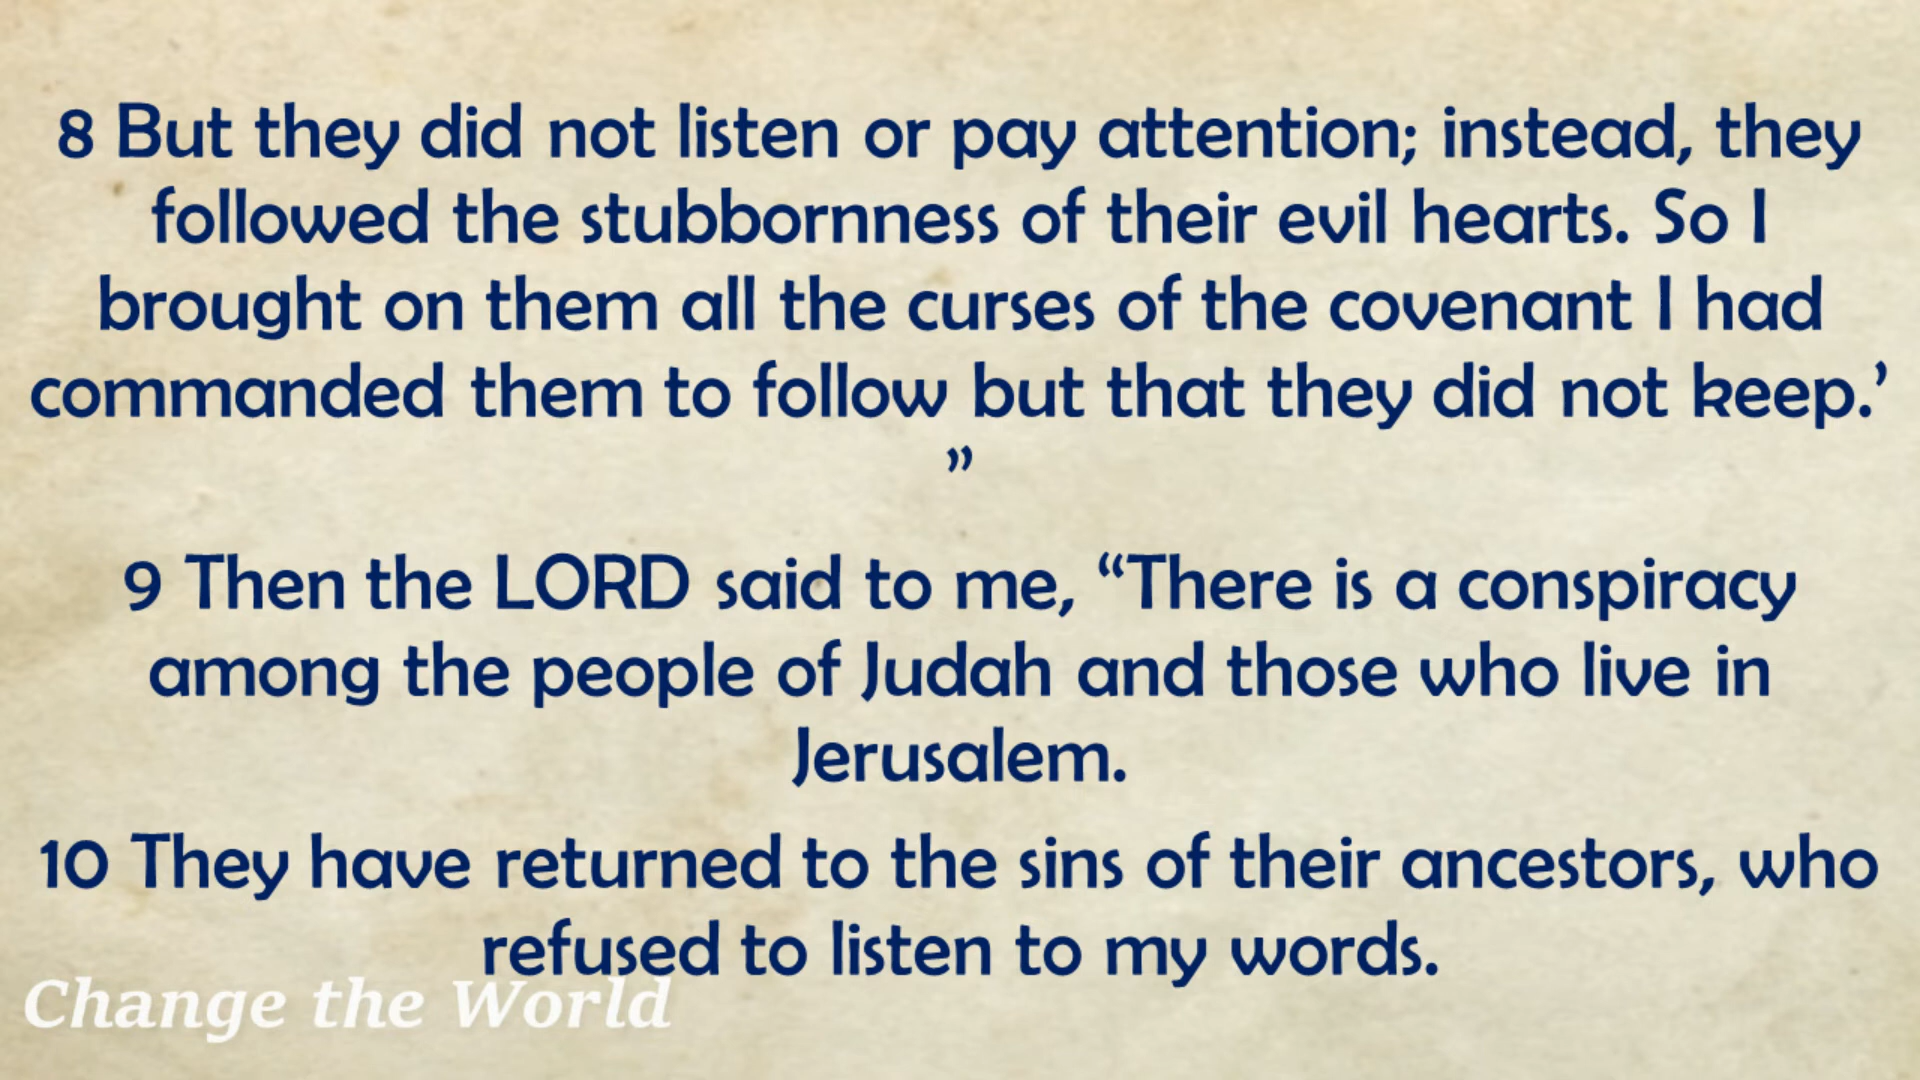 8 But they did not listen or pay attention; instead, they
followed the stubbornness of their evil hearts. So I
brought on them all the curses of the covenant I had
commanded them to follow but that they did not keep.’
”
9 Then the LORD said to me, “There is a conspiracy
among the people of Judah and those who live in
Jerusalem.
10 They have returned to the sins of their ancestors, who
refused to listen to my words.
Change the World